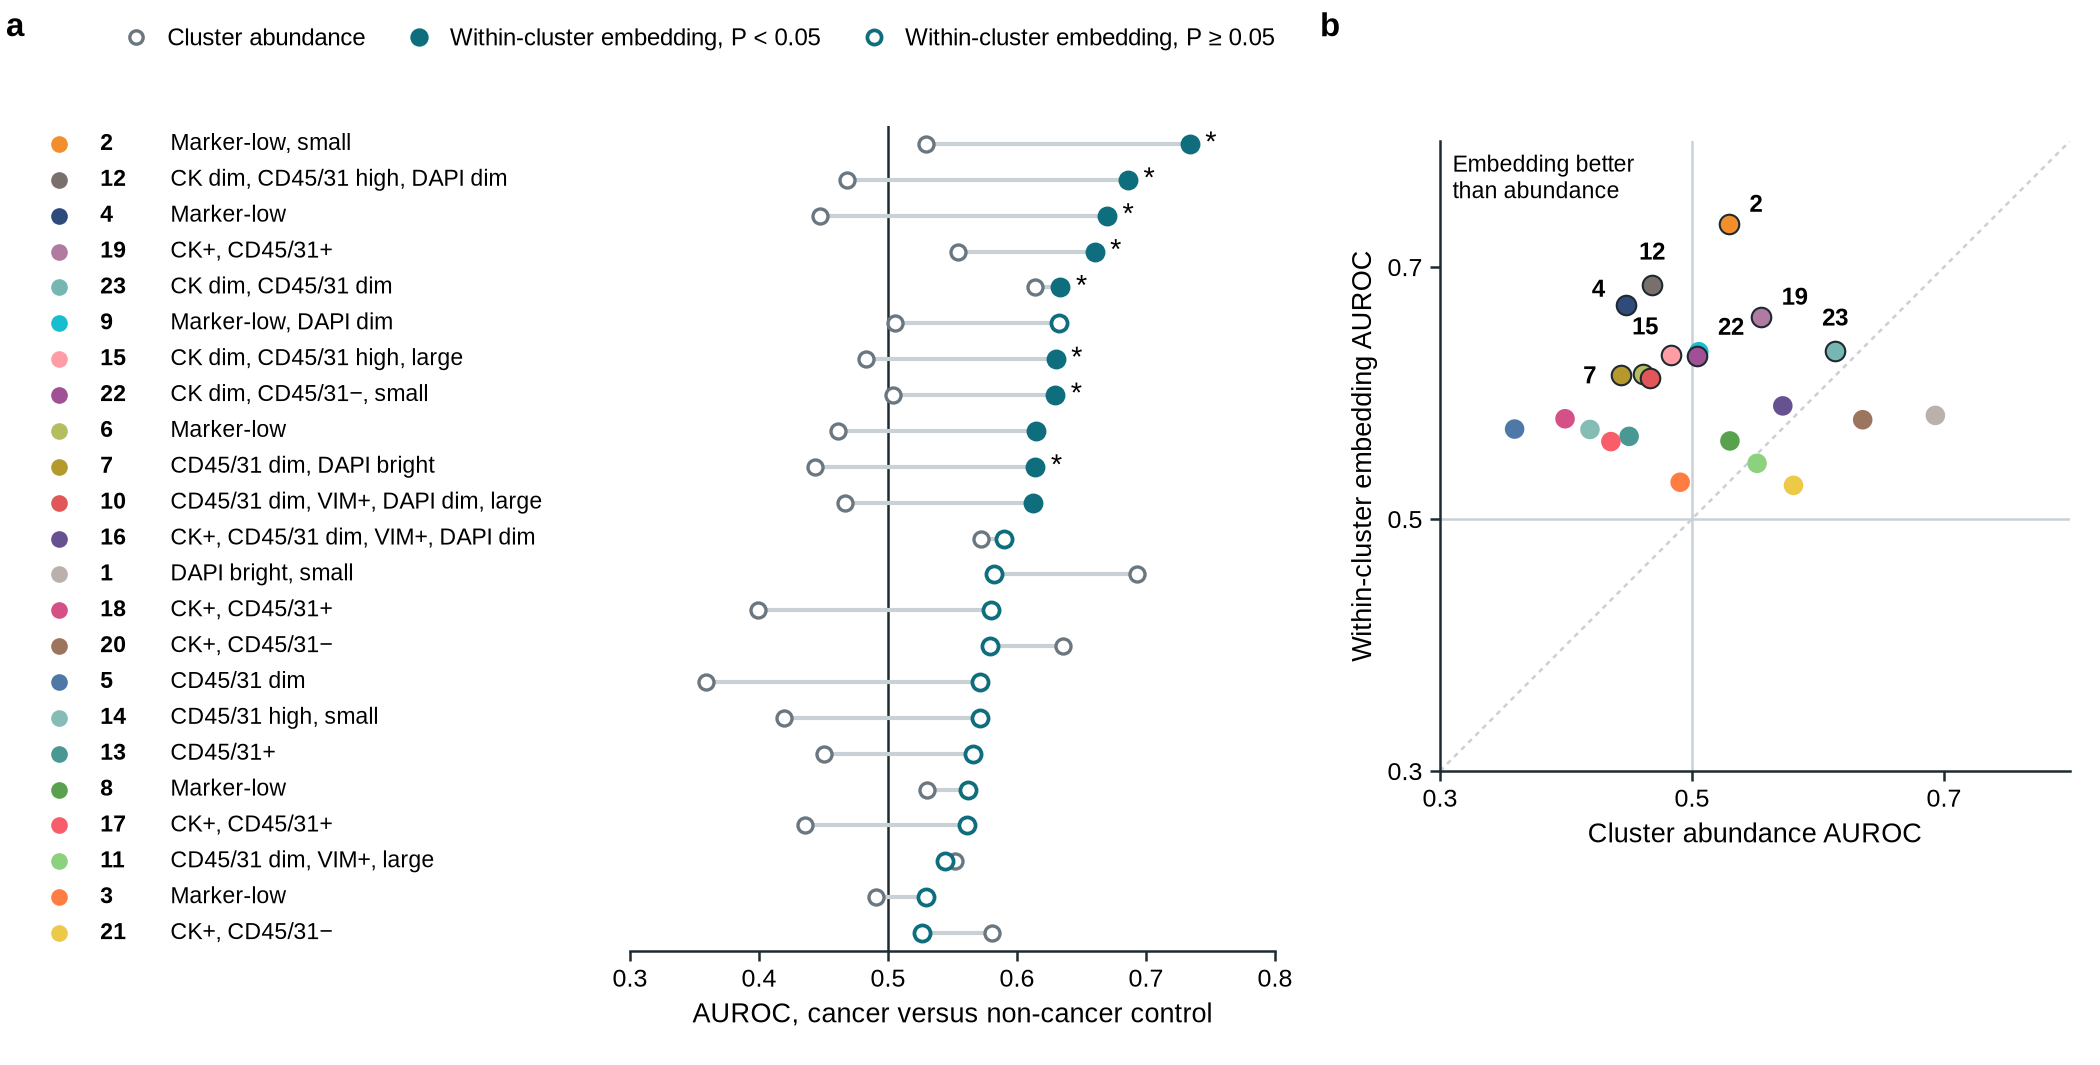 a
Cluster abundance
Within-cluster embedding, P < 0.05
Within-cluster embedding, P ≥ 0.05
2 Marker-low, small *
12 CK dim, CD45/31 high, DAPI dim *
4 Marker-low *
19 CK+, CD45/31+ *
23 CK dim, CD45/31 dim *
9 Marker-low, DAPI dim
15 CK dim, CD45/31 high, large *
22 CK dim, CD45/31−, small *
6 Marker-low
7 CD45/31 dim, DAPI bright *
10 CD45/31 dim, VIM+, DAPI dim, large
16 CK+, CD45/31 dim, VIM+, DAPI dim
1 DAPI bright, small
18 CK+, CD45/31+
20 CK+, CD45/31−
5 CD45/31 dim
14 CD45/31 high, small
13 CD45/31+
8 Marker-low
17 CK+, CD45/31+
11 CD45/31 dim, VIM+, large
3 Marker-low
21 CK+, CD45/31−
0.3 0.4 0.5 0.6 0.7 0.8
AUROC, cancer versus non-cancer control
b
Embedding better
than abundance
2
12
4
19
15
22
23
7
Within-cluster embedding AUROC
0.7
0.5
0.3
0.3 0.5 0.7
Cluster abundance AUROC